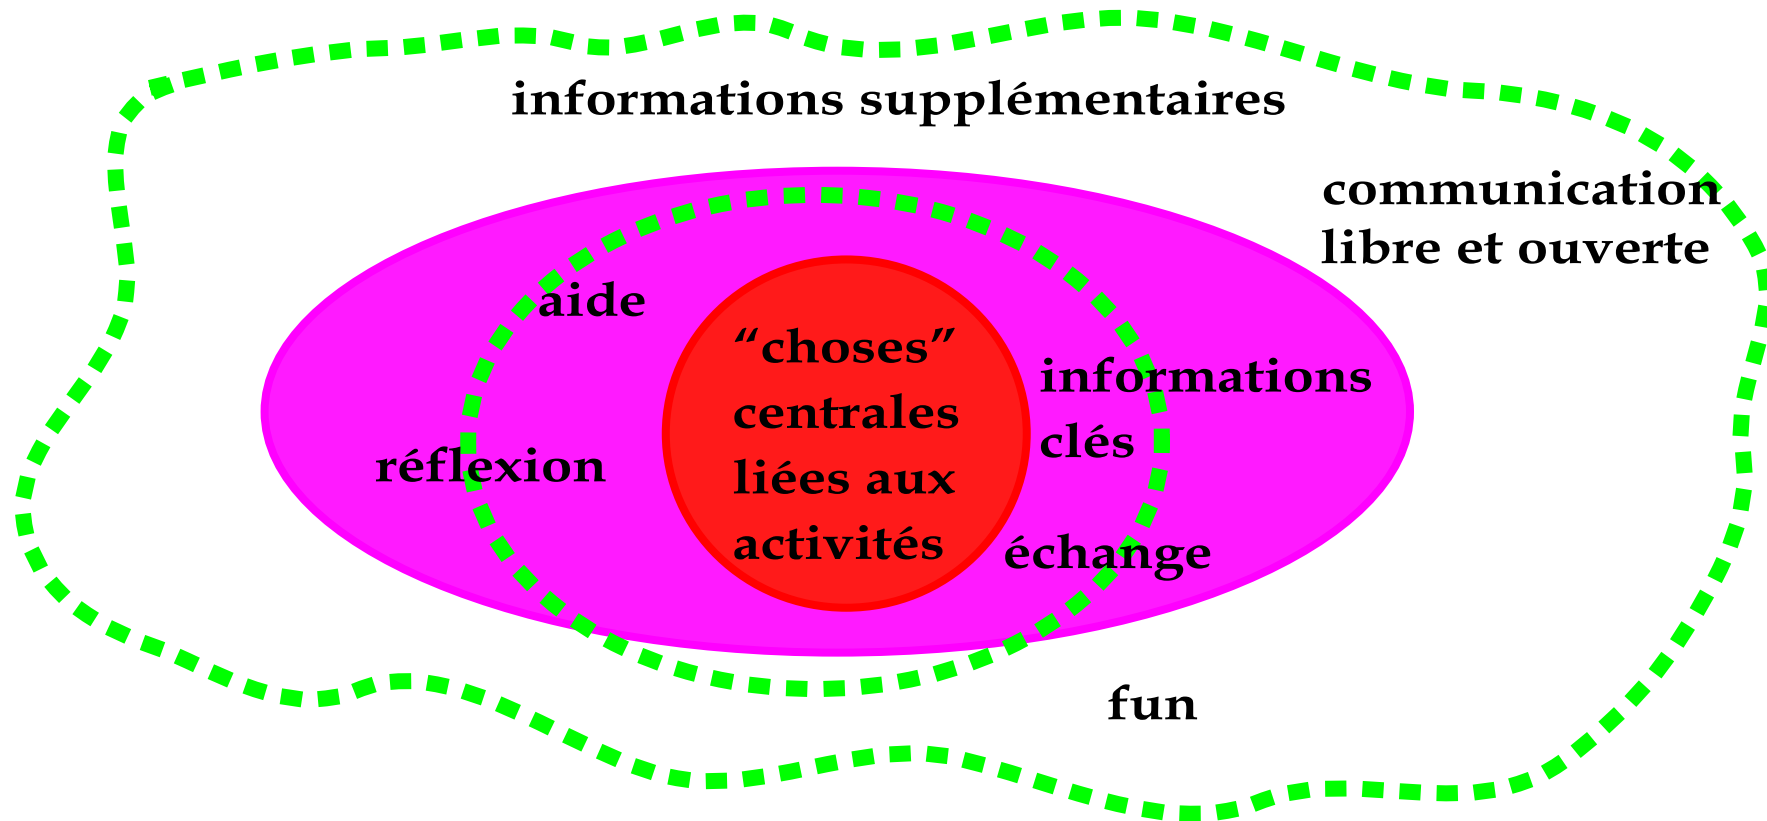 informations supplémentaires
communication
libre et ouverte
aide
“choses”
centrales
liées aux
activités
informations
clés
réflexion
échange
fun